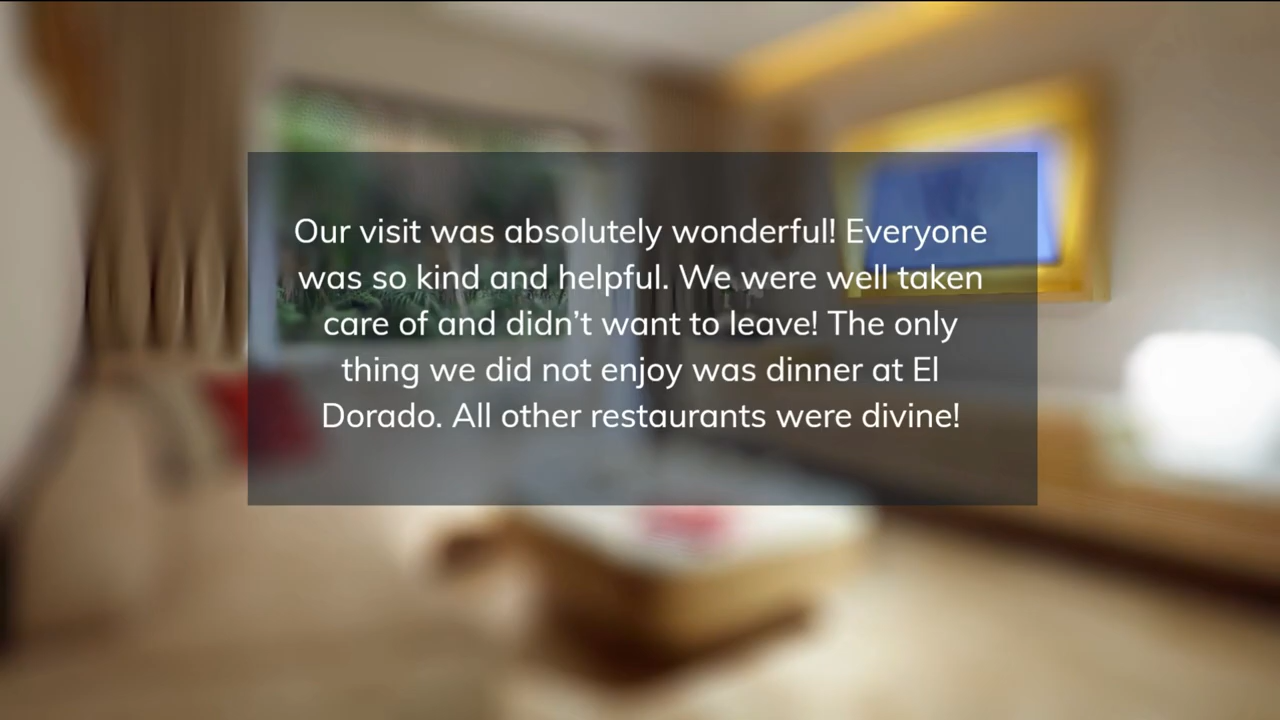 Our visit was absolutely wonderful! Everyone
was so kind and helpful. We were well taken
care of and didn’t want to leave! The only
thing we did not enjoy was dinner at El
Dorado. All other restaurants were divine!